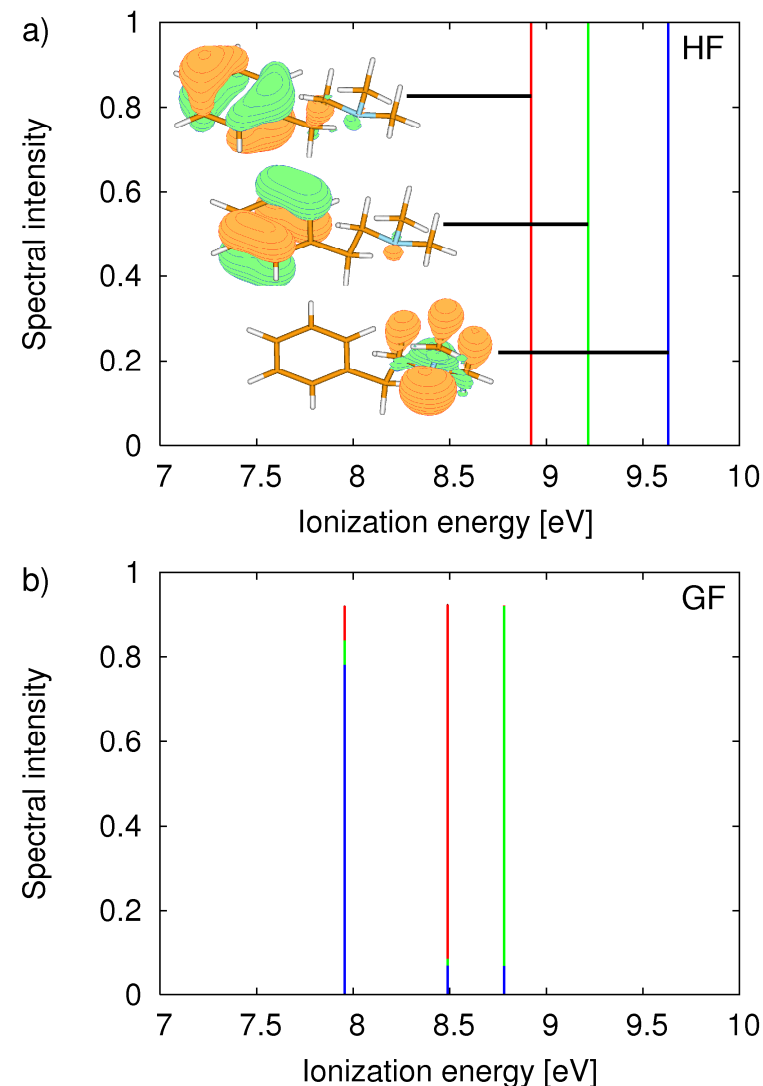 a)
HF
Spectral intensity
1
0.8
0.6
0.4
0.2
0
7 7.5 8 8.5 9 9.5 10
Ionization energy [eV]
b)
GF
Spectral intensity
1
0.8
0.6
0.4
0.2
0
7 7.5 8 8.5 9 9.5 10
Ionization energy [eV]